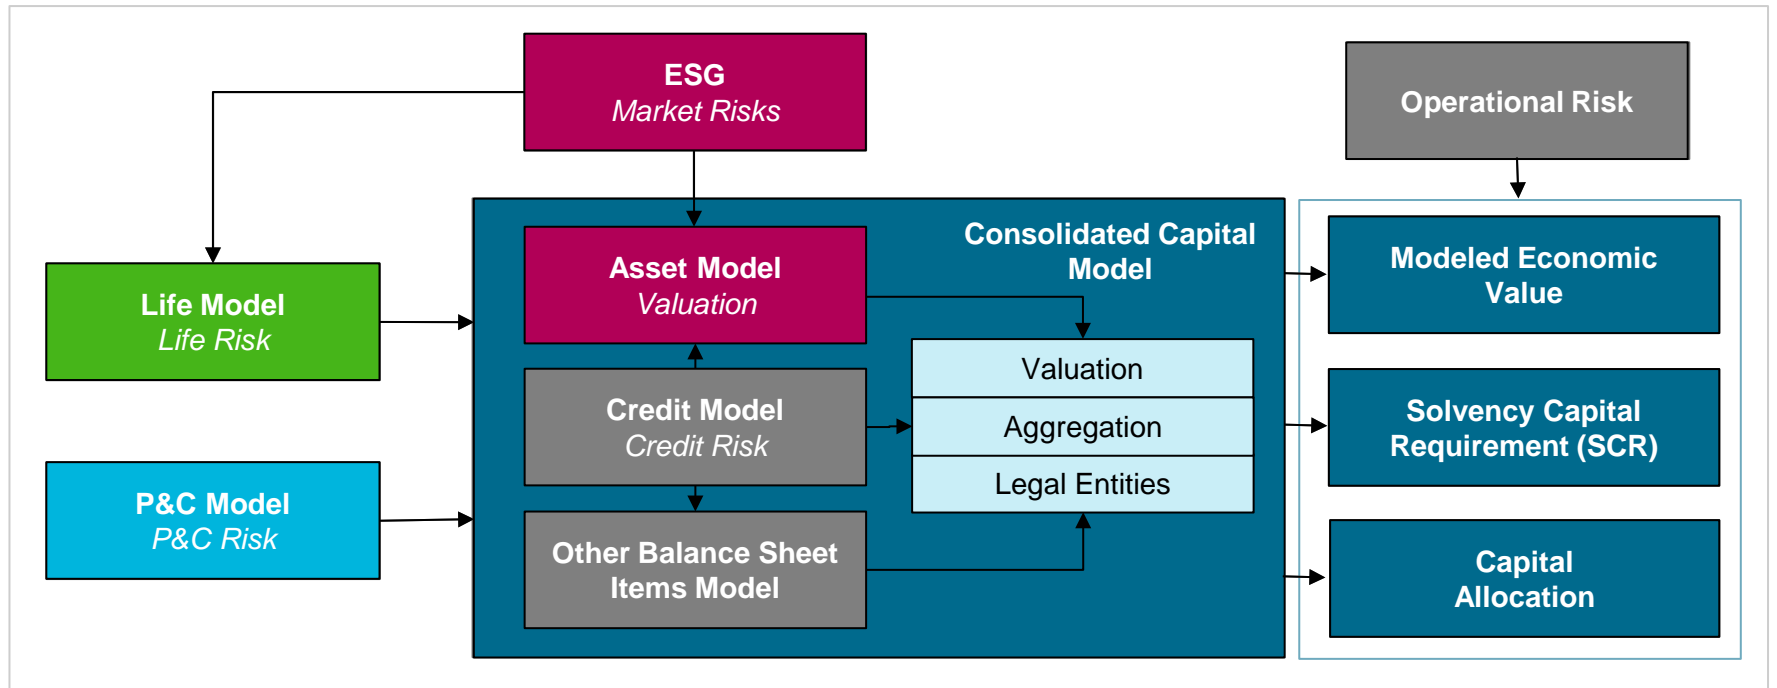 ESG
Market Risks
Operational Risk
Consolidated Capital
Model
Asset Model
Valuation
Life Model
Life Risk
Modeled Economic
Value
Valuation
Aggregation
Legal Entities
Credit Model
Credit Risk
Solvency Capital
Requirement (SCR)
P&C Model
P&C Risk
Other Balance Sheet
Items Model
Capital
Allocation